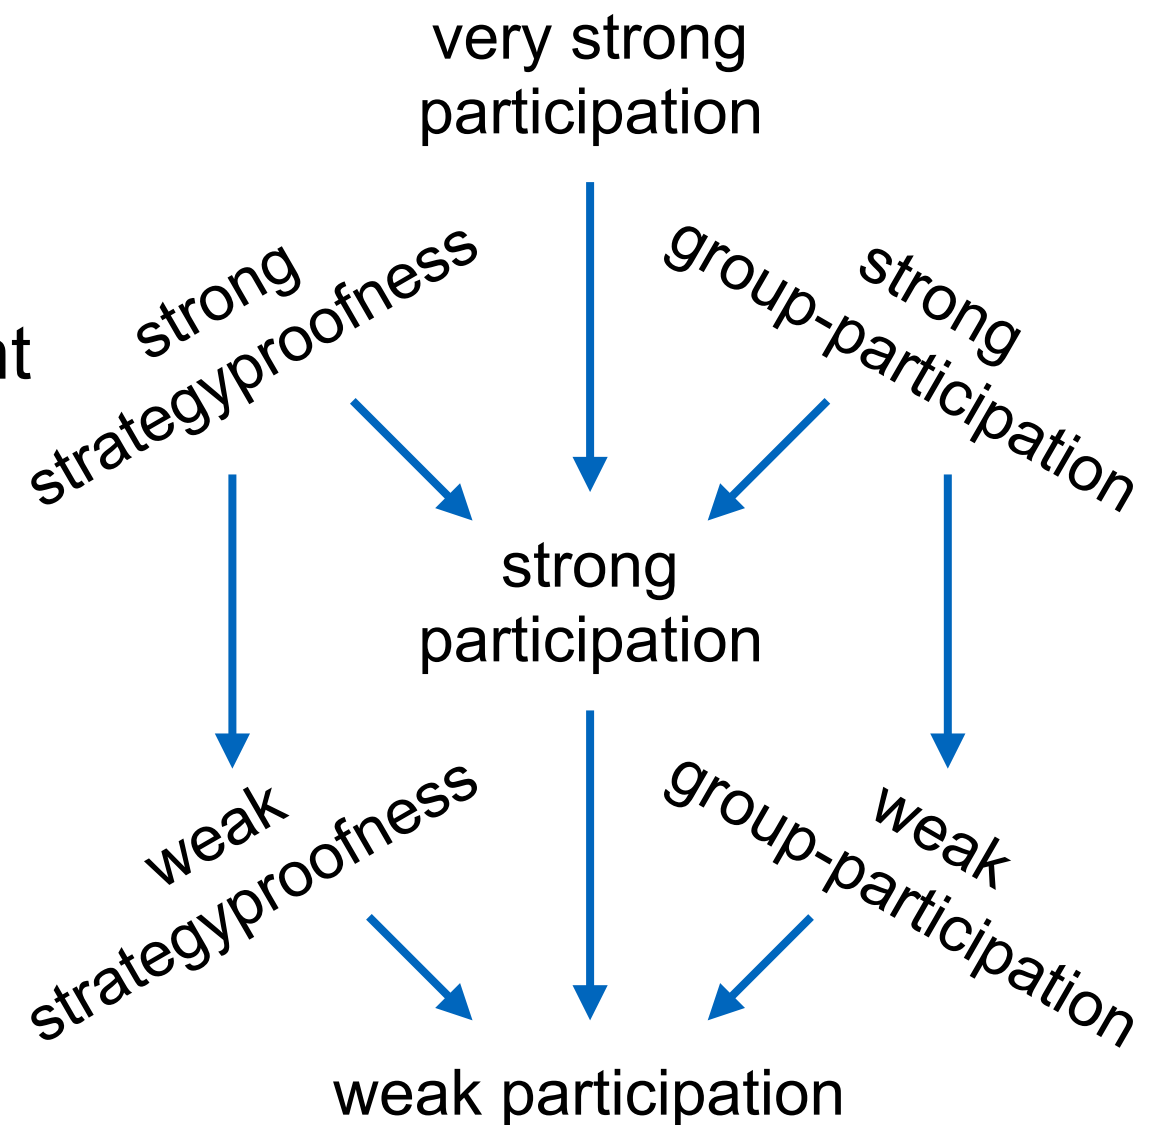 very strong
participation
strong
strategyproofness
strong
group-participation
strong
participation
weak
strategyproofness
weak
group-participation
weak participation